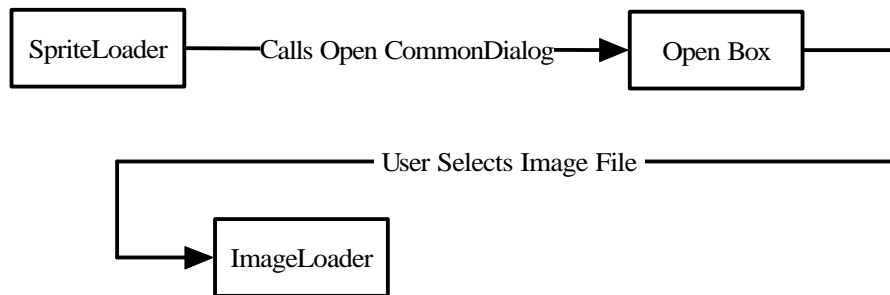 SpriteLoader
Calls Open CommonDialog
Open Box
User Selects Image File
ImageLoader